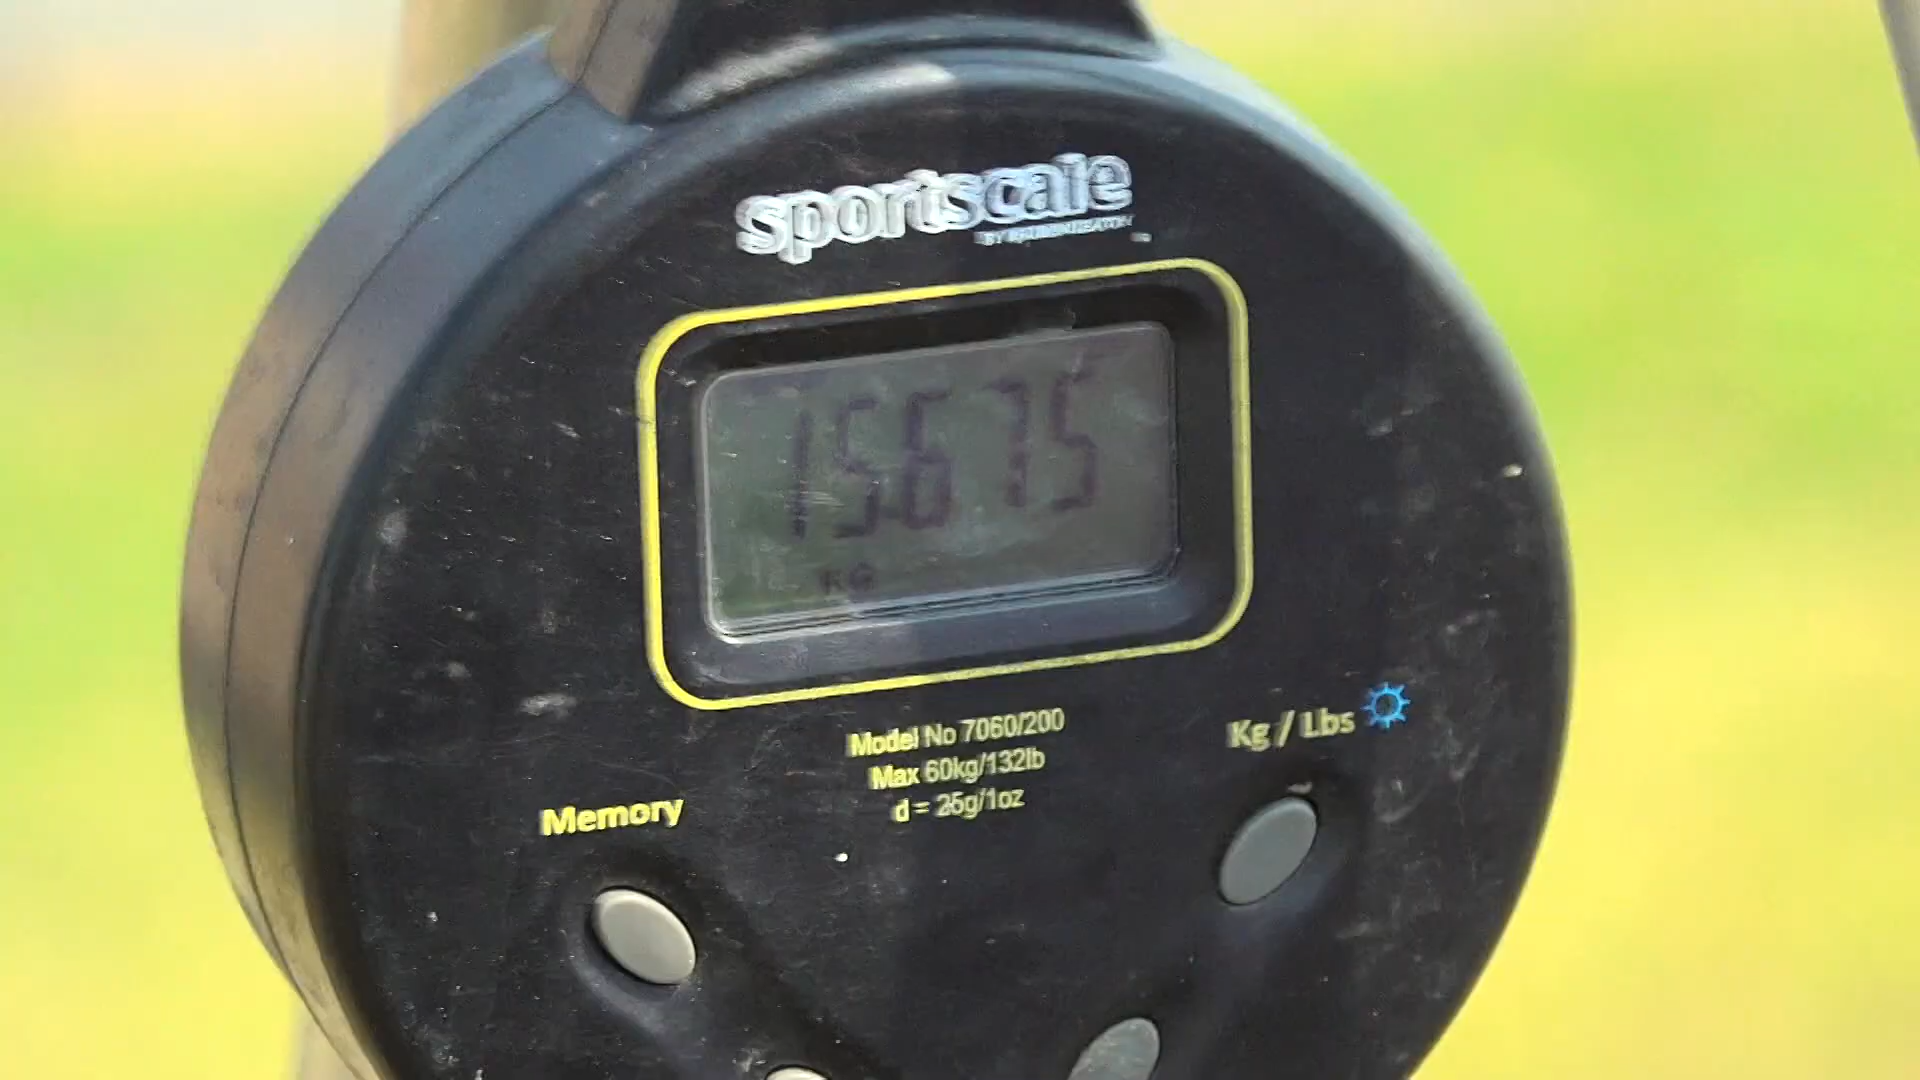 sportscale
15.675
KG
Model No 7060/200
Max 60kg/132lb
d = 25g/1oz
Kg / Lbs
Memory